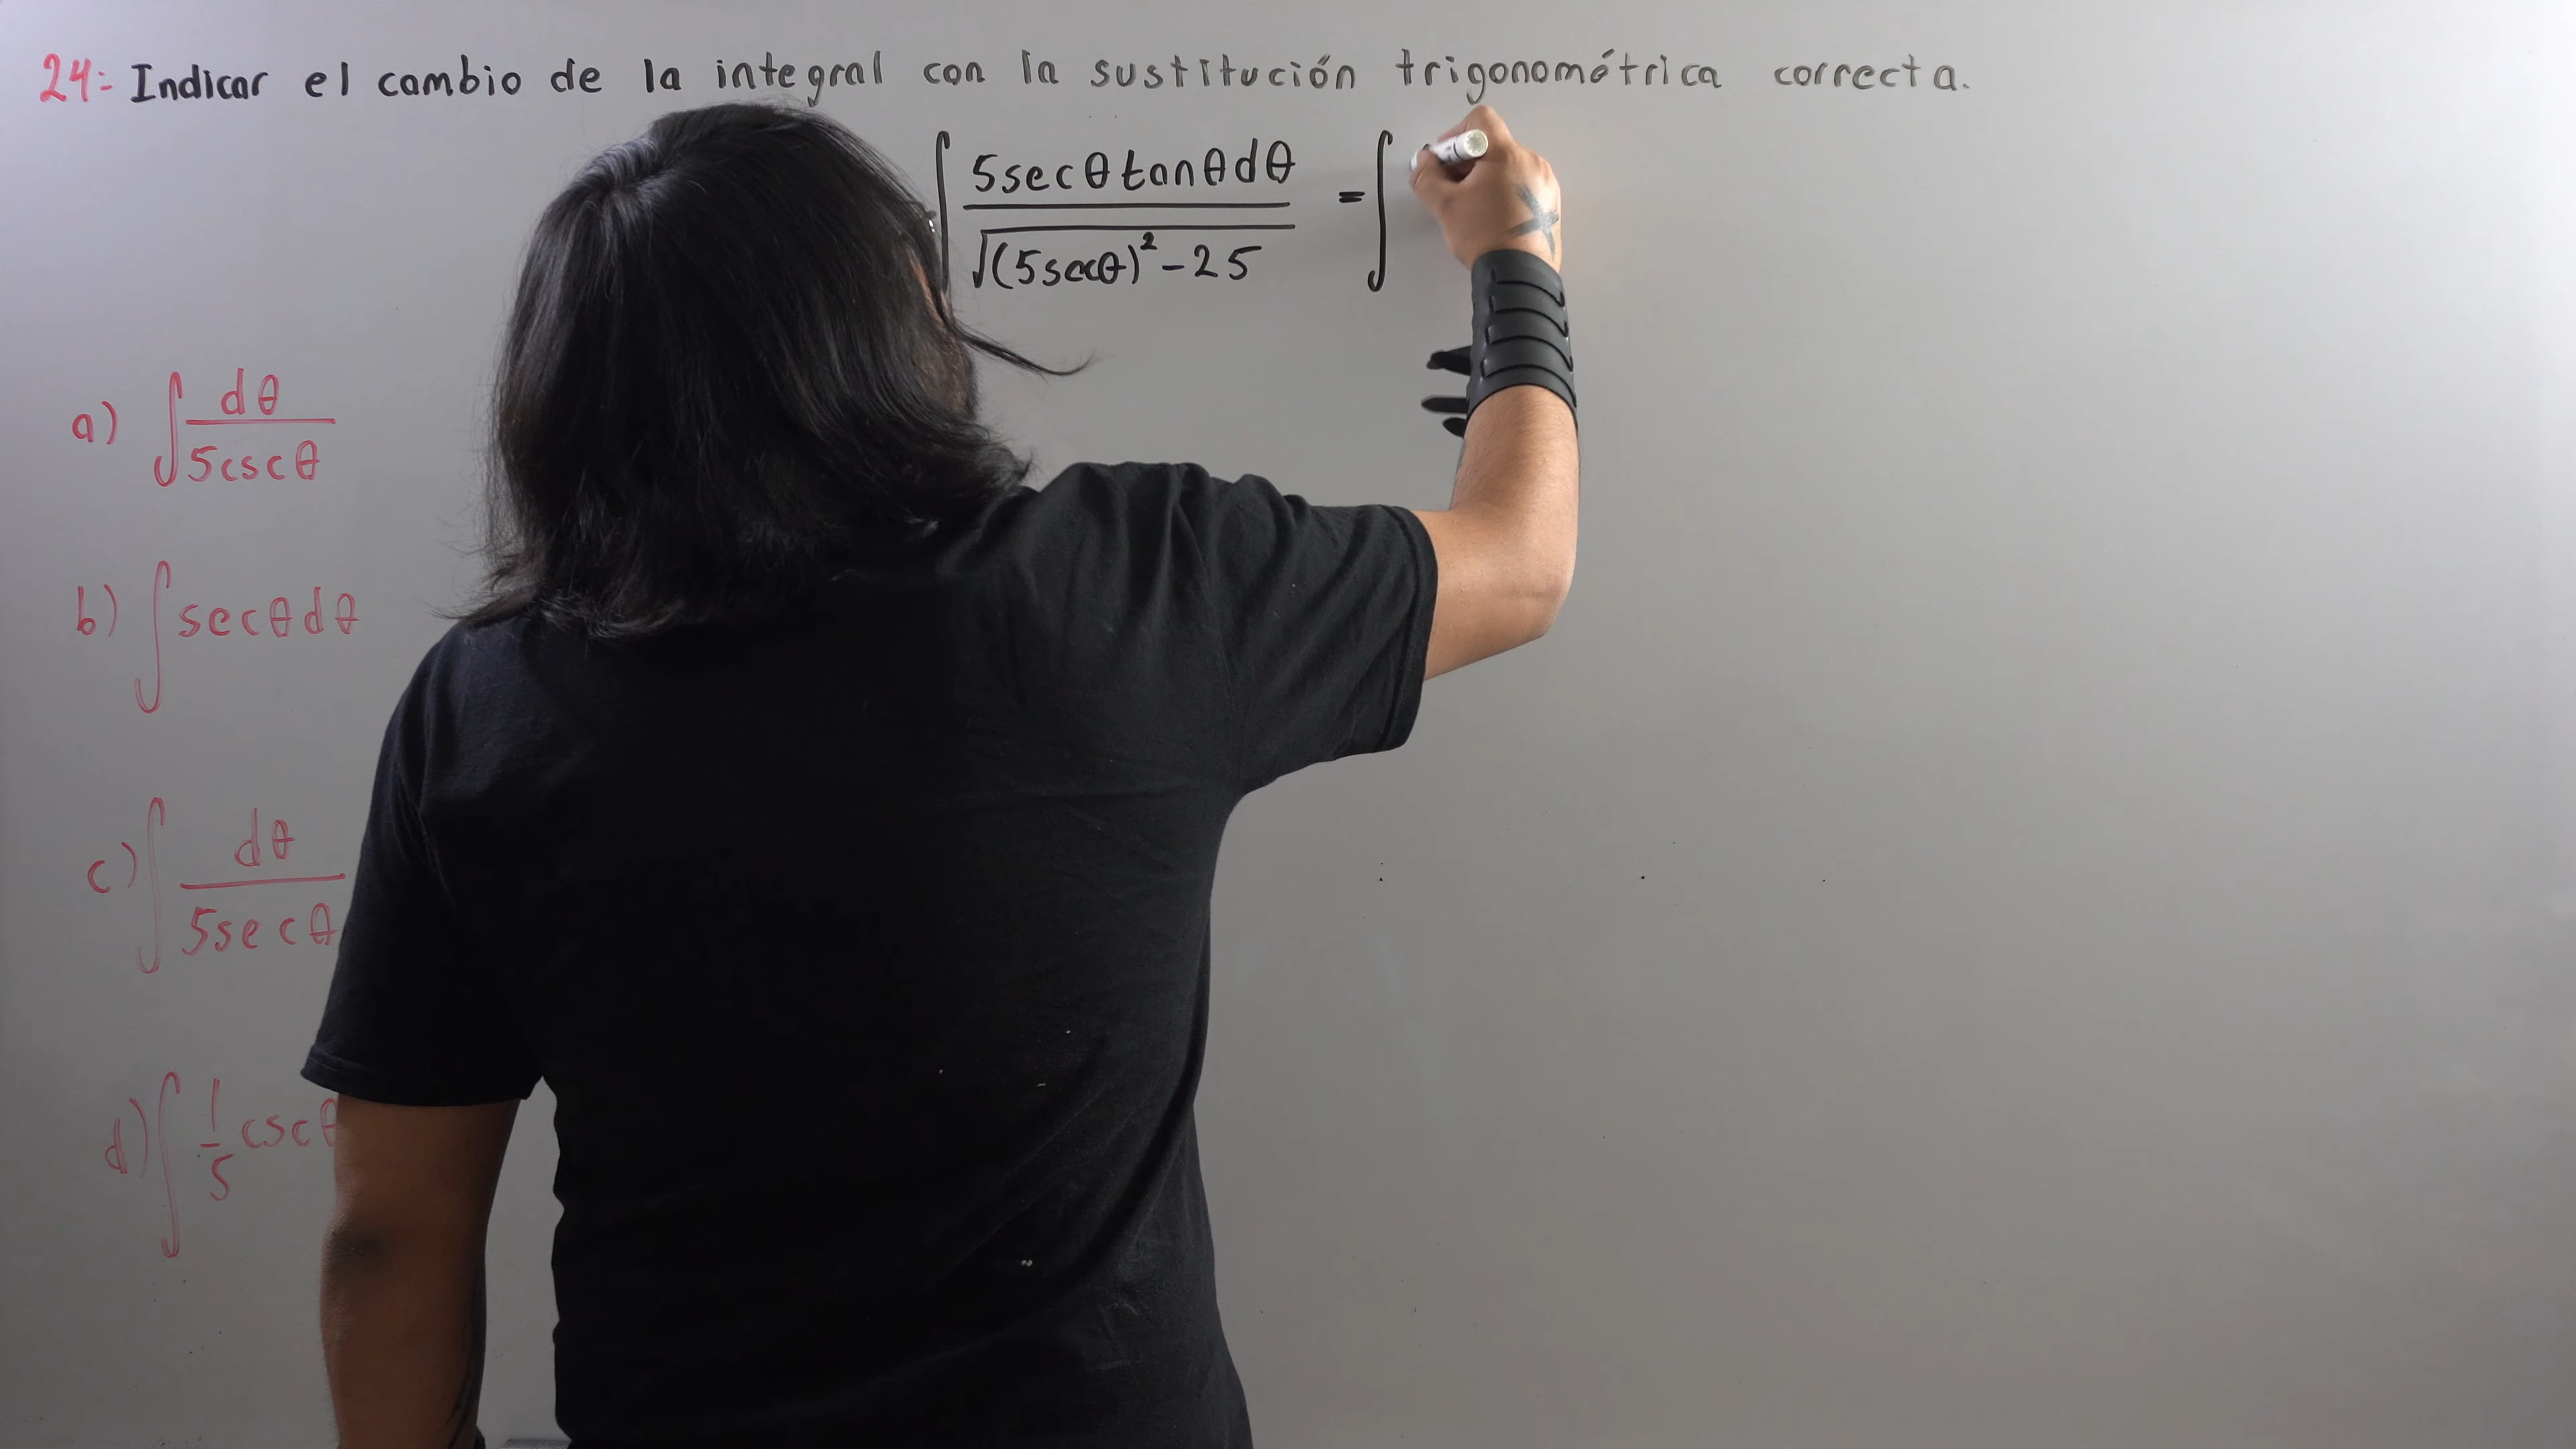 24= Indicar el cambio de la integral con la sustitución trigonométrica correcta.
∫ 5secθtanθdθ / √(5secθ)² - 25 = ∫
a) ∫ dθ / 5cscθ
b) ∫ secθdθ
c) ∫ dθ / 5secθ
d) ∫ 1/5 cscθ